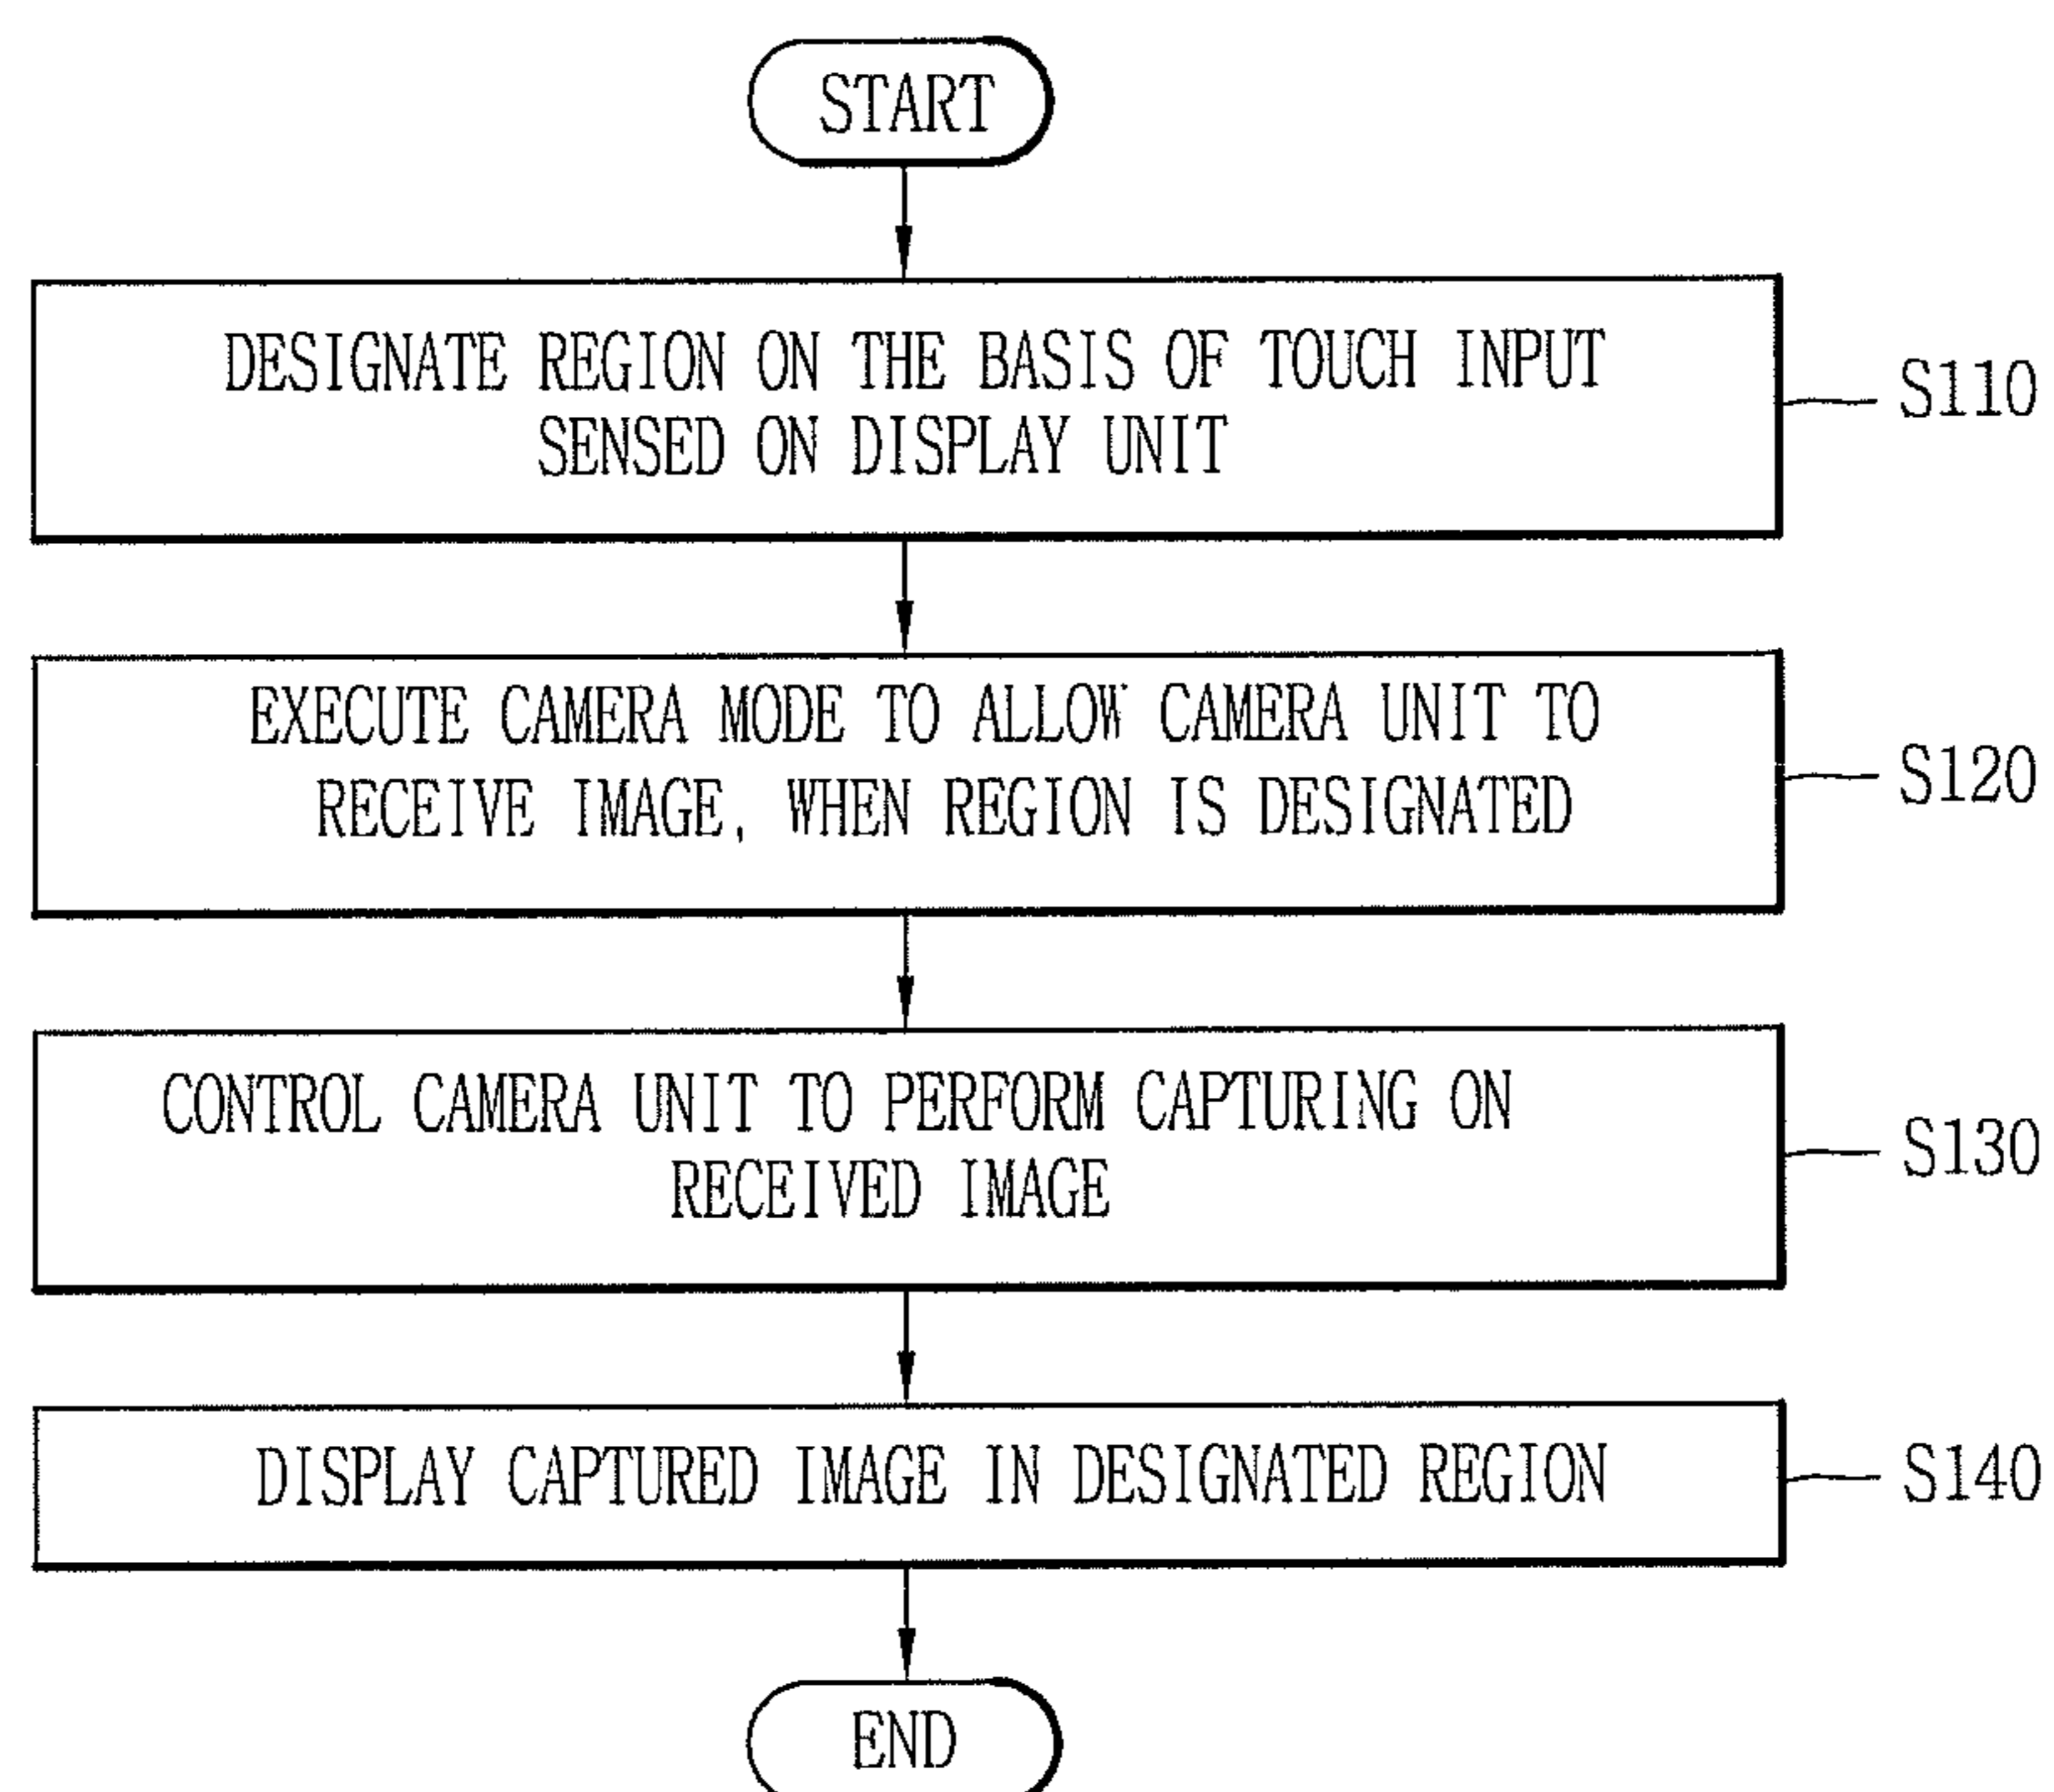 START
DESIGNATE REGION ON THE BASIS OF TOUCH INPUT
SENSED ON DISPLAY UNIT
S110
EXECUTE CAMERA MODE TO ALLOW CAMERA UNIT TO
RECEIVE IMAGE, WHEN REGION IS DESIGNATED
S120
CONTROL CAMERA UNIT TO PERFORM CAPTURING ON
RECEIVED IMAGE
S130
DISPLAY CAPTURED IMAGE IN DESIGNATED REGION
S140
END